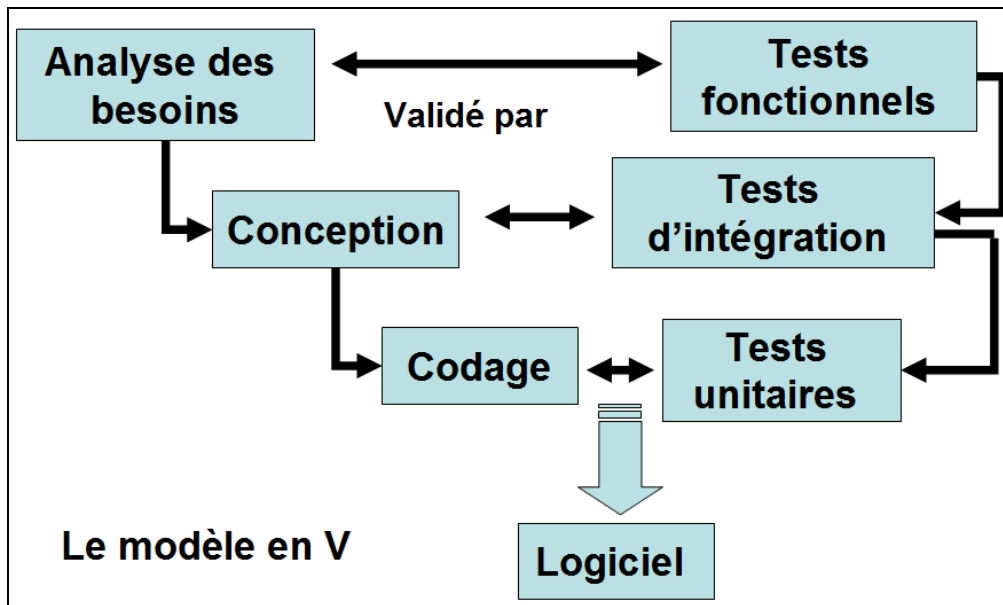 Analyse des
besoins
Tests
fonctionnels
Validé par
Conception
Tests
d’intégration
Codage
Tests
unitaires
Le modèle en V
Logiciel